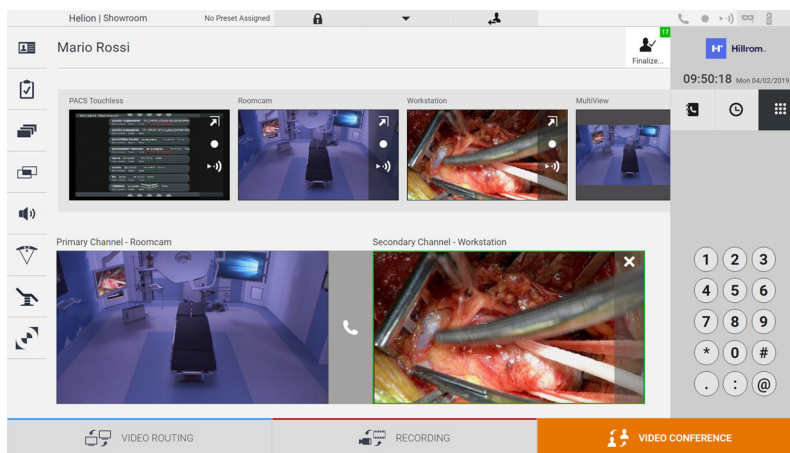 Helion | Showroom
No Preset Assigned
Mario Rossi
17
Finalize...
Hillrom.
09:50:18 Mon 04/02/2019
PACS Touchless
Roomcam
Workstation
MultiView
Primary Channel - Roomcam
Secondary Channel - Workstation
1 2 3
4 5 6
7 8 9
* 0 #
. : @
VIDEO ROUTING
RECORDING
VIDEO CONFERENCE